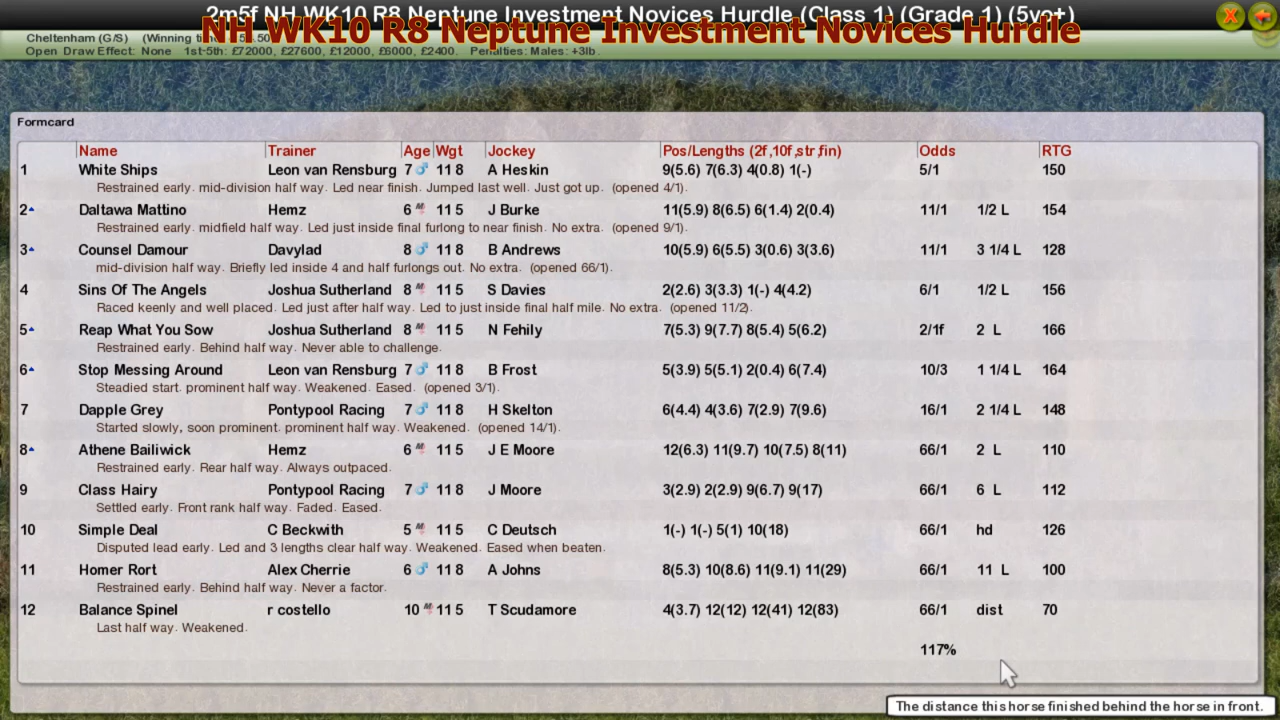 2m5f NH WK10 R8 Neptune Investment Novices Hurdle (Class 1) (Grade 1) (5yo+)
NH WK10 R8 Neptune Investment Novices Hurdle
Cheltenham (G/S) (Winning
Open Draw Effect: None 1st-5th: £72000, £27600, £12000, £6000, £2400. Penalties: Males: +3lb.
Formcard
Name Trainer Age Wgt Jockey Pos/Lengths (2f,10f,str,fin) Odds RTG
1 White Ships Leon van Rensburg 7 11 8 A Heskin 9(5.6) 7(6.3) 4(0.8) 1(-) 5/1 150
Restrained early. mid-division half way. Led near finish. Jumped last well. Just got up. (opened 4/1).
2 Daltawa Mattino Hemz 6 11 5 J Burke 11(5.9) 8(6.5) 6(1.4) 2(0.4) 11/1 1/2 L 154
Restrained early. midfield half way. Led just inside final furlong to near finish. No extra. (opened 9/1).
3 Counsel Damour Davylad 8 11 8 B Andrews 10(5.9) 6(5.5) 3(0.6) 3(3.6) 11/1 3 1/4 L 128
mid-division half way. Briefly led inside 4 and half furlongs out. No extra. (opened 66/1).
4 Sins Of The Angels Joshua Sutherland 8 11 5 S Davies 2(2.6) 3(3.3) 1(-) 4(4.2) 6/1 1/2 L 156
Raced keenly and well placed. Led just after half way. Led to just inside final half mile. No extra. (opened 11/2).
5 Reap What You Sow Joshua Sutherland 8 11 5 N Fehily 7(5.3) 9(7.7) 8(5.4) 5(6.2) 2/1f 2 L 166
Restrained early. Behind half way. Never able to challenge.
6 Stop Messing Around Leon van Rensburg 7 11 8 B Frost 5(3.9) 5(5.1) 2(0.4) 6(7.4) 10/3 1 1/4 L 164
Steadied start. prominent half way. Weakened. Eased. (opened 3/1).
7 Dapple Grey Pontypool Racing 7 11 8 H Skelton 6(4.4) 4(3.6) 7(2.9) 7(9.6) 16/1 2 1/4 L 148
Started slowly, soon prominent. prominent half way. Weakened. (opened 14/1).
8 Athene Bailiwick Hemz 6 11 5 J E Moore 12(6.3) 11(9.7) 10(7.5) 8(11) 66/1 2 L 110
Restrained early. Rear half way. Always outpaced.
9 Class Hairy Pontypool Racing 7 11 8 J Moore 3(2.9) 2(2.9) 9(6.7) 9(17) 66/1 6 L 112
Settled early. Front rank half way. Faded. Eased.
10 Simple Deal C Beckwith 5 11 5 C Deutsch 1(-) 1(-) 5(1) 10(18) 66/1 hd 126
Disputed lead early. Led and 3 lengths clear half way. Weakened. Eased when beaten.
11 Homer Rort Alex Cherrie 6 11 8 A Johns 8(5.3) 10(8.6) 11(9.1) 11(29) 66/1 11 L 100
Restrained early. Behind half way. Never a factor.
12 Balance Spinel r costello 10 11 5 T Scudamore 4(3.7) 12(12) 12(41) 12(83) 66/1 dist 70
Last half way. Weakened.
117%
The distance this horse finished behind the horse in front.